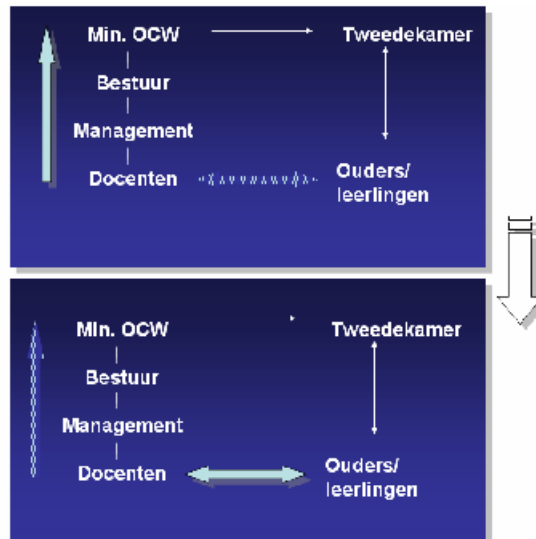 Min. OCW
Tweedekamer
Bestuur
Management
Docenten
Ouders/
leerlingen
Min. OCW
Tweedekamer
Bestuur
Management
Docenten
Ouders/
leerlingen